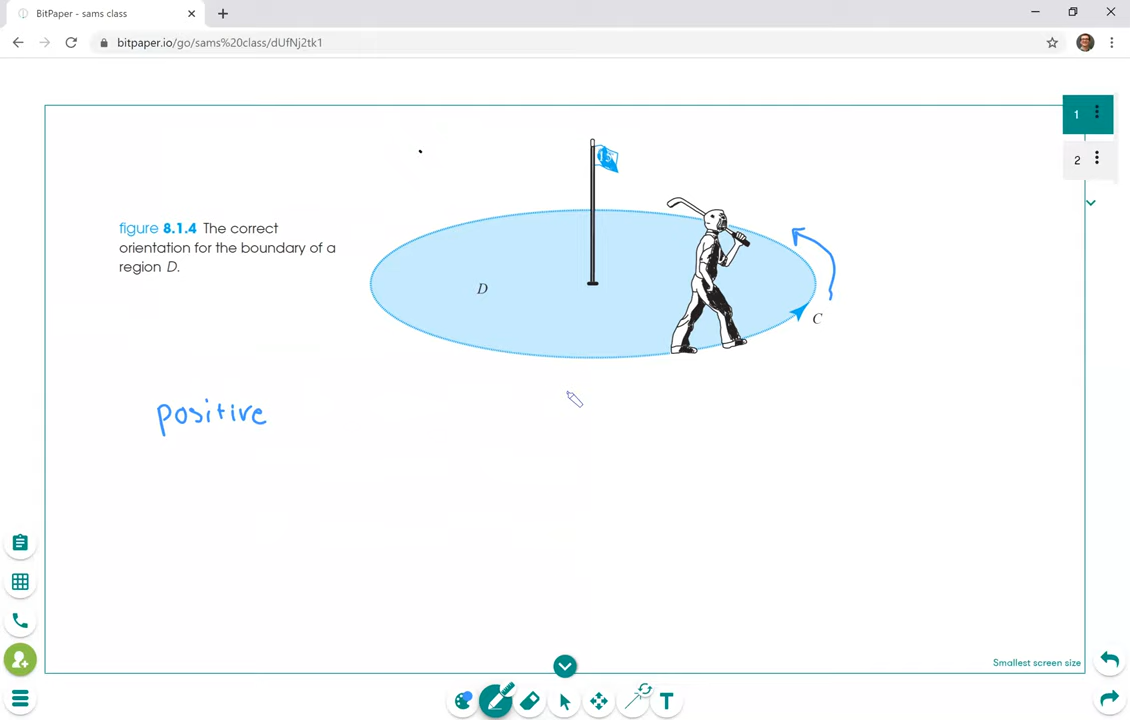 BitPaper - sams class
bitpaper.io/go/sams%20class/dUfNj2tk1
1
2
figure 8.1.4 The correct
orientation for the boundary of a
region D.
D
C
positive
Smallest screen size
T